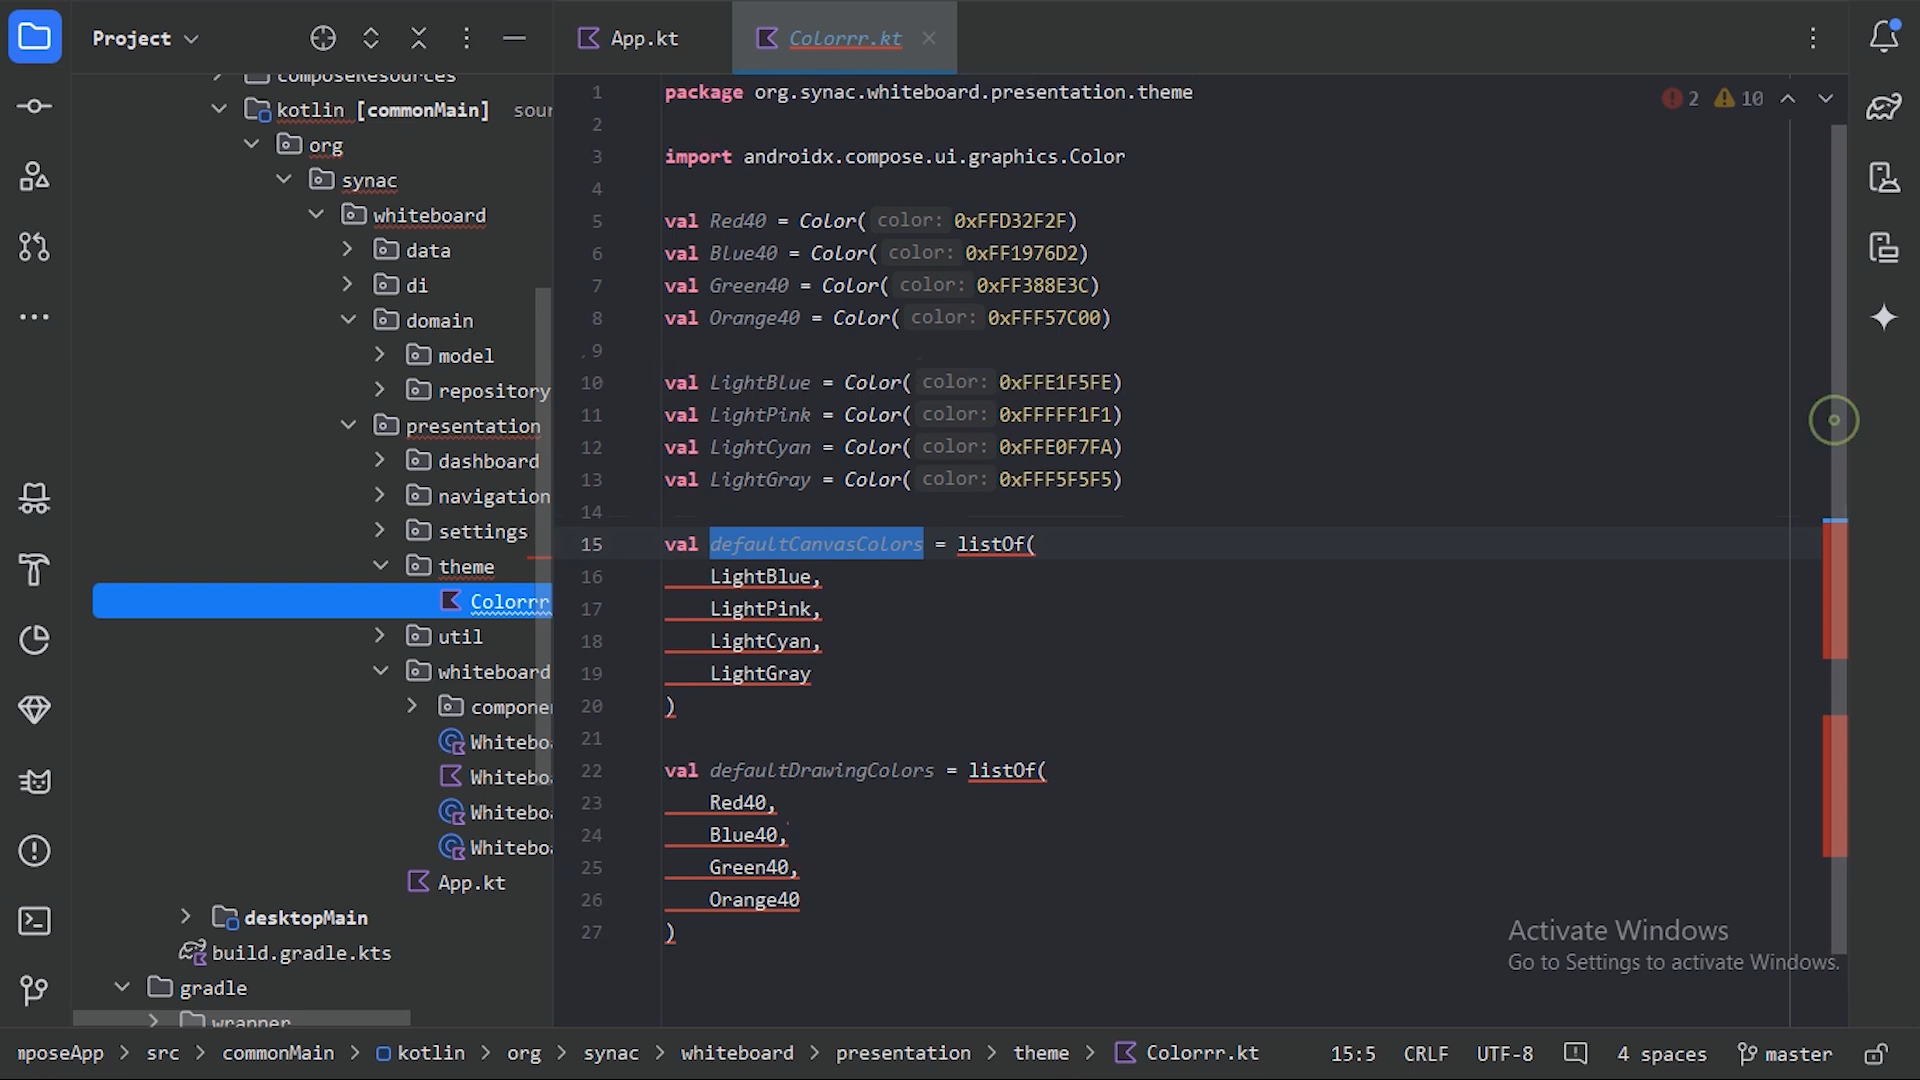 Project
composeResources
kotlin [commonMain] sour
org
synac
whiteboard
data
di
domain
model
repository
presentation
dashboard
navigation
settings
theme
Colorrr
util
whiteboard
compone
Whitebo
Whitebo
Whitebo
Whitebo
App.kt
desktopMain
build.gradle.kts
gradle
wrapper
App.kt
Colorrr.kt
2 10
1 package org.synac.whiteboard.presentation.theme
2
3 import androidx.compose.ui.graphics.Color
4
5 val Red40 = Color( color: 0xFFD32F2F)
6 val Blue40 = Color( color: 0xFF1976D2)
7 val Green40 = Color( color: 0xFF388E3C)
8 val Orange40 = Color( color: 0xFFF57C00)
9
10 val LightBlue = Color( color: 0xFFE1F5FE)
11 val LightPink = Color( color: 0xFFFFF1F1)
12 val LightCyan = Color( color: 0xFFE0F7FA)
13 val LightGray = Color( color: 0xFFF5F5F5)
14
15 val defaultCanvasColors = listOf(
16 LightBlue,
17 LightPink,
18 LightCyan,
19 LightGray
20 )
21
22 val defaultDrawingColors = listOf(
23 Red40,
24 Blue40,
25 Green40,
26 Orange40
27 )
Activate Windows
Go to Settings to activate Windows.
mposeApp > src > commonMain > kotlin > org > synac > whiteboard > presentation > theme > Colorrr.kt 15:5 CRLF UTF-8 4 spaces master